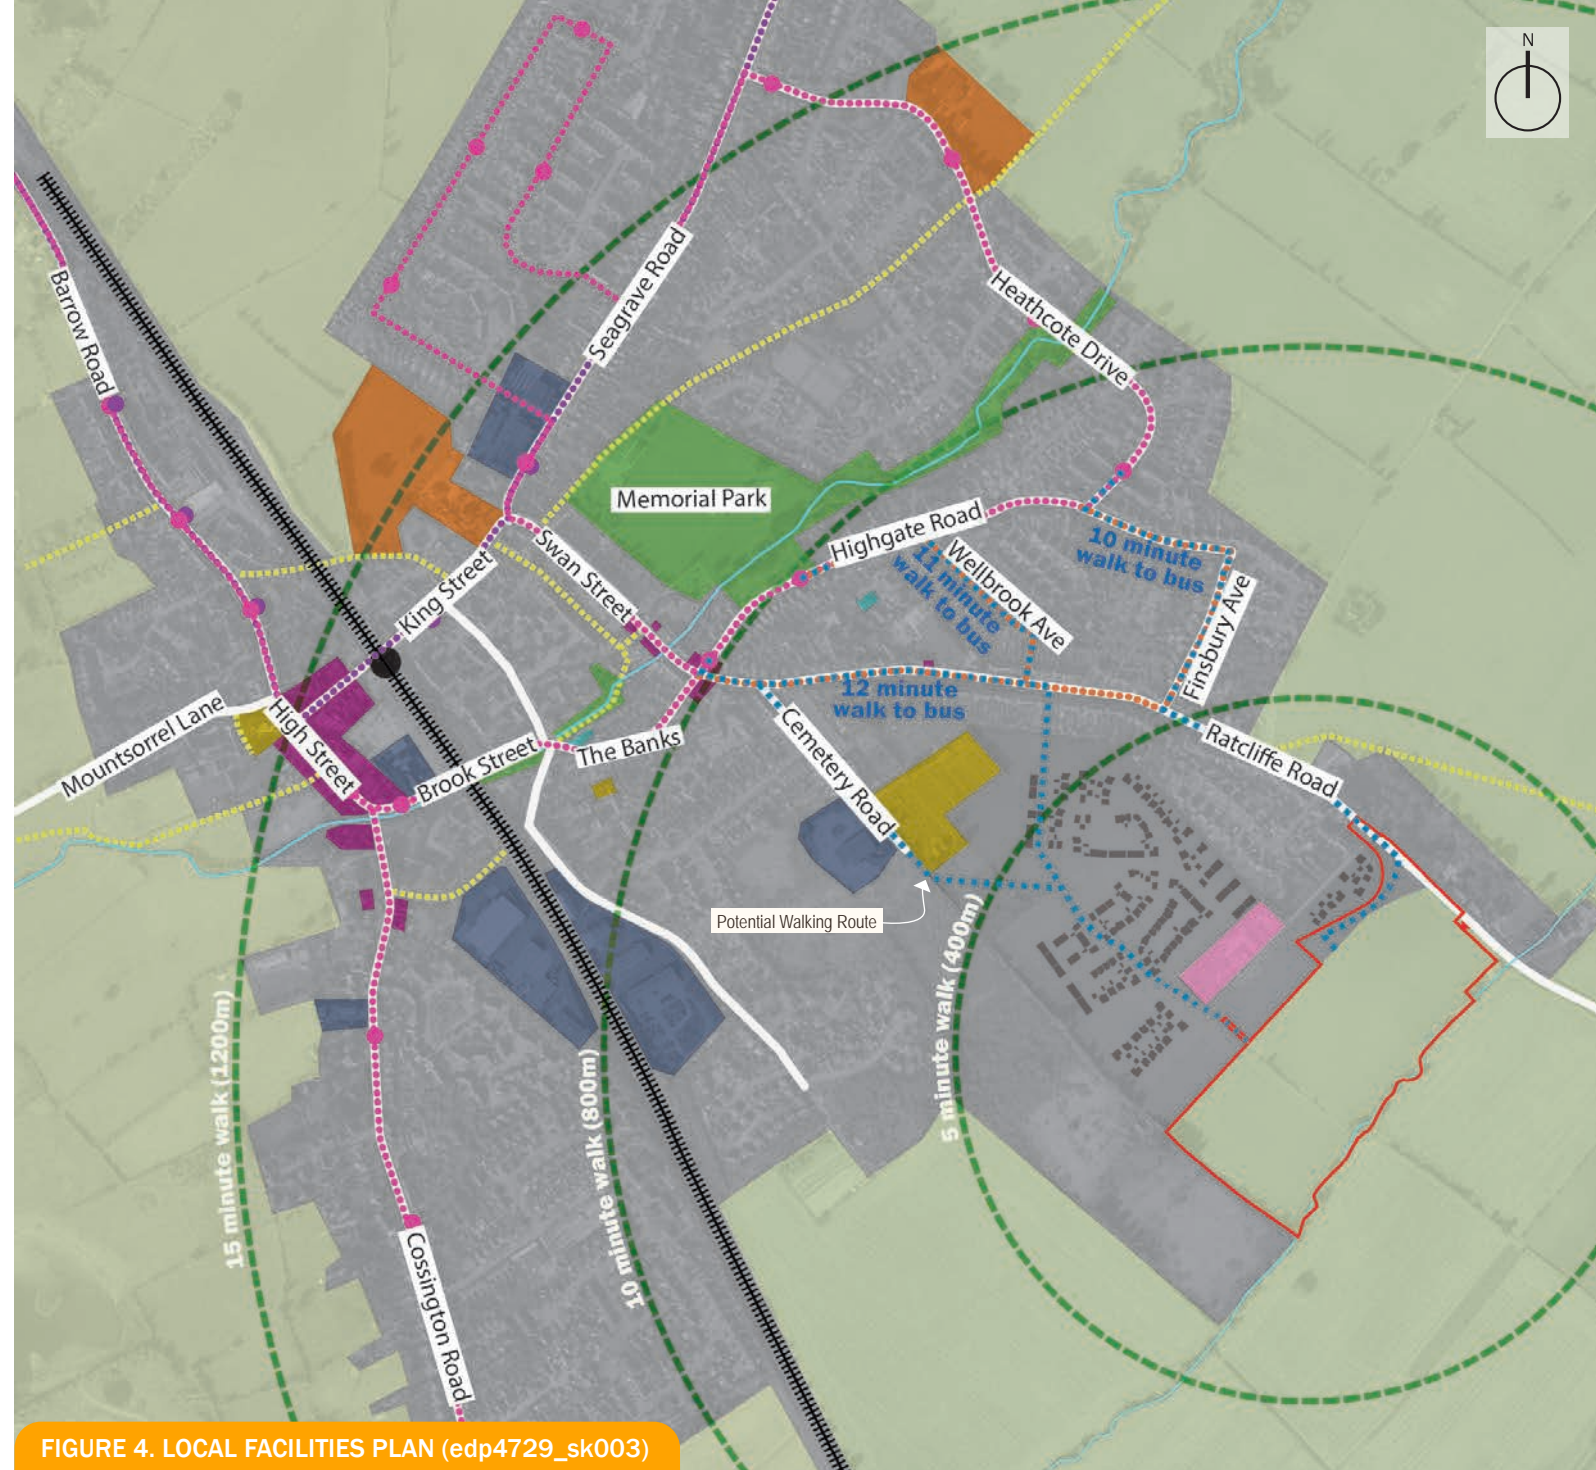 N
Barrow Road
Seagrave Road
Heathcote Drive
Memorial Park
Highgate Road
Swan Street
King Street
10 minute
walk to bus
11 minute
walk to bus
Wellbrook Ave
Finsbury Ave
12 minute
walk to bus
Mountsorrel Lane
High Street
Brook Street
The Banks
Cemetery Road
Ratcliffe Road
Potential Walking Route
5 minute walk (400m)
10 minute walk (800m)
15 minute walk (1200m)
Cossington Road
FIGURE 4. LOCAL FACILITIES PLAN (edp4729_sk003)